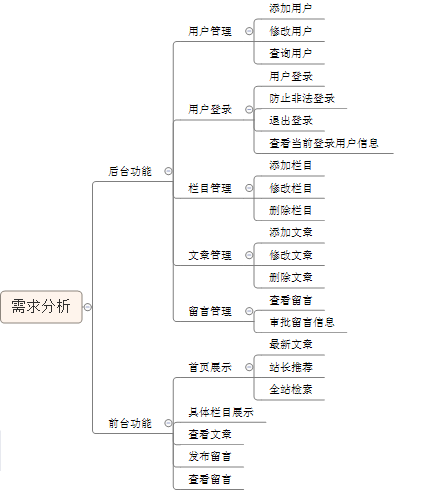 需求分析
后台功能
用户管理
添加用户
修改用户
查询用户
用户登录
用户登录
防止非法登录
退出登录
查看当前登录用户信息
栏目管理
添加栏目
修改栏目
删除栏目
文章管理
添加文章
修改文章
删除文章
留言管理
查看留言
审批留言信息
前台功能
首页展示
最新文章
站长推荐
全站检索
具体栏目展示
查看文章
发布留言
查看留言